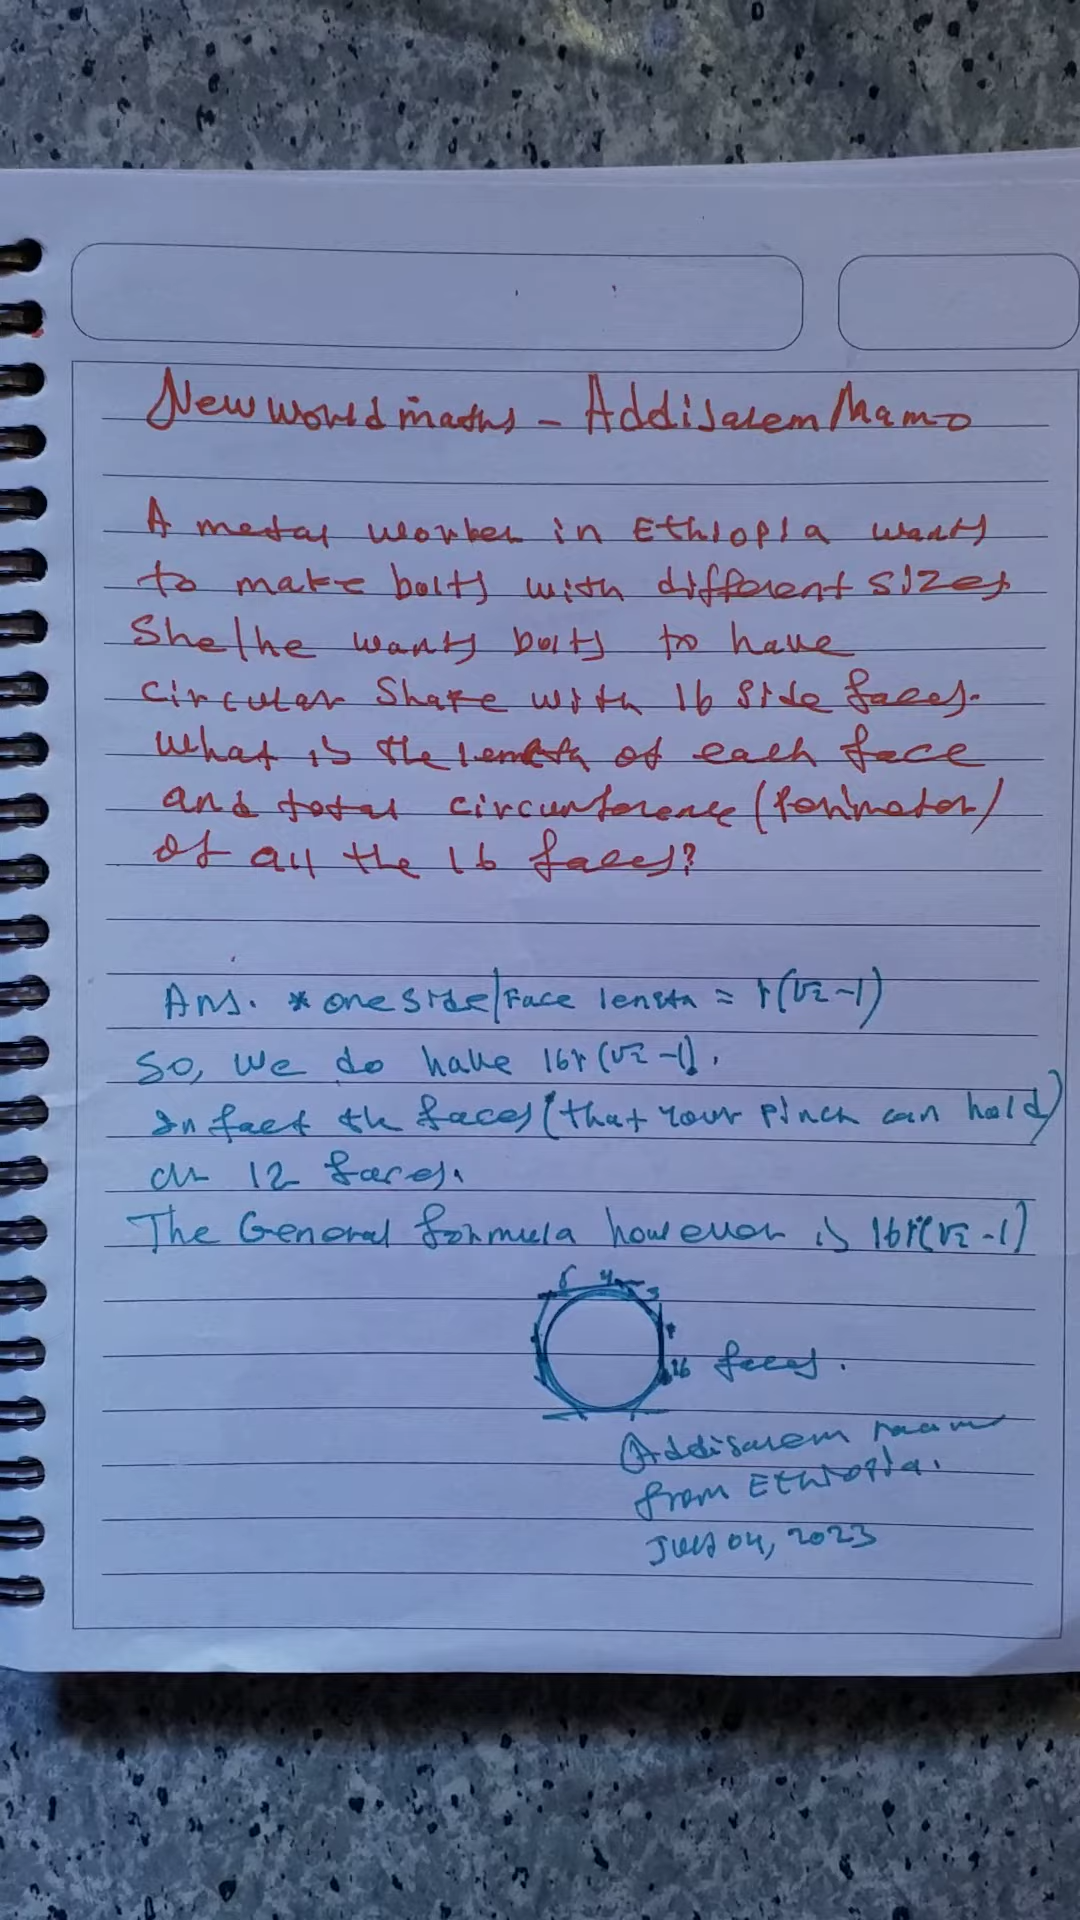 New world maths - Addisalem Mamo
A metal worker in Ethiopia wants
to make bolts with different sizes.
She/he wants bolts to have
circular shape with 16 side faces.
What is the length of each face
and total circumference (perimeter)
of all the 16 faces?
Ans. * one side/Face length = r(√2-1)
So, we do have 16r(√2-1).
In fact the faces (that your pinch can hold)
are 12 faces.
The General formula however is 16r(√2-1)
16 faces.
Addisalem
from Ethiopia.
July 04, 2023